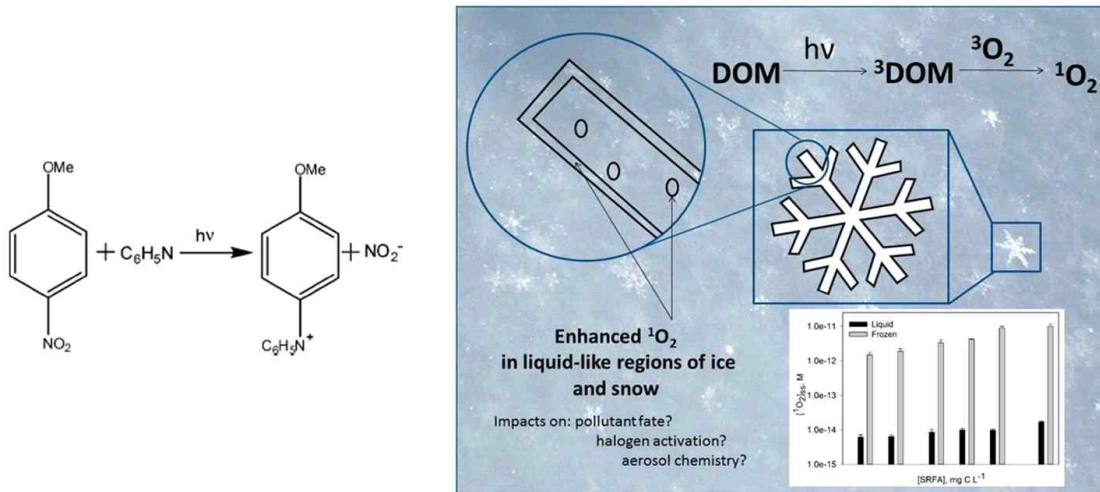 OMe
NO₂
+ C₆H₅N
hν
OMe
C₆H₅N⁺
+ NO₂⁻
DOM hν ³DOM ³O₂ ¹O₂
Enhanced ¹O₂
in liquid-like regions of ice
and snow
Impacts on: pollutant fate?
halogen activation?
aerosol chemistry?
Liquid
Frozen
1.0e-11
1.0e-12
1.0e-13
1.0e-14
1.0e-15
[¹O₂]ss, M
[SRFA], mg C L⁻¹